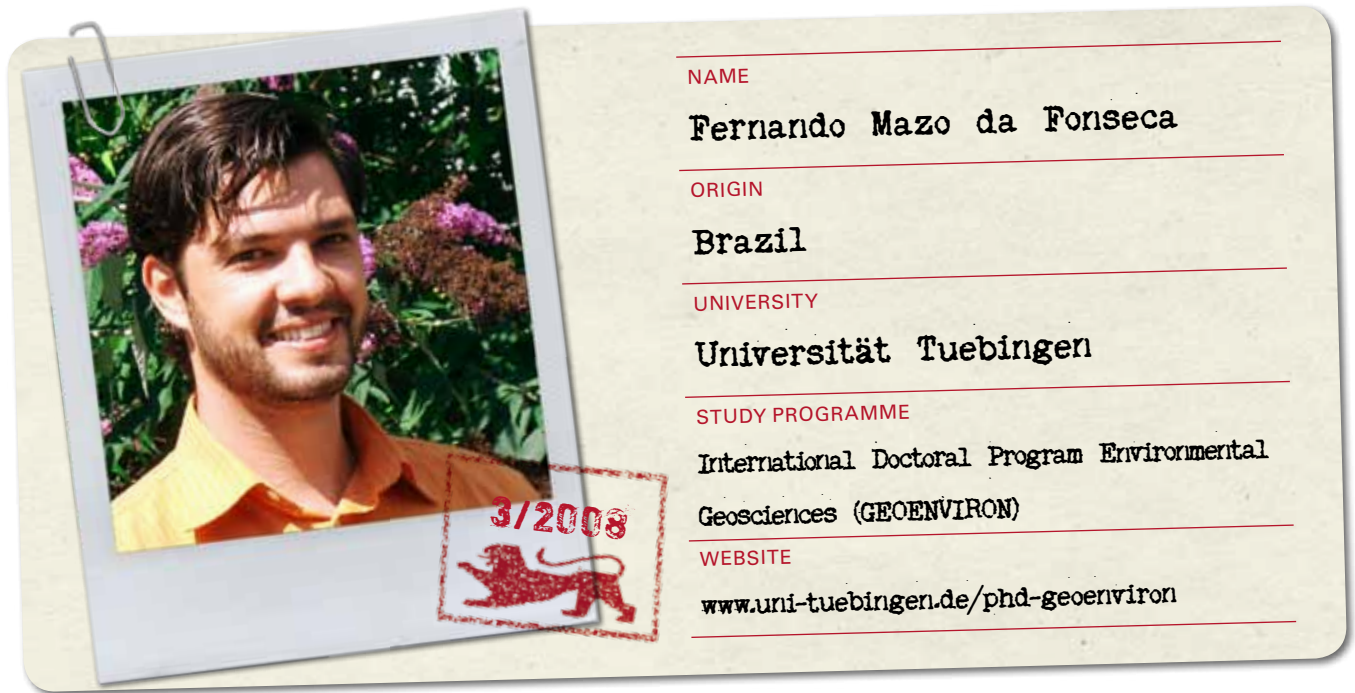 NAME
Fernando Mazo da Fonseca
ORIGIN
Brazil
UNIVERSITY
Universität Tuebingen
STUDY PROGRAMME
International Doctoral Program Environmental
Geosciences (GEOENVIRON)
WEBSITE
www.uni-tuebingen.de/phd-geoenviron
3/2008